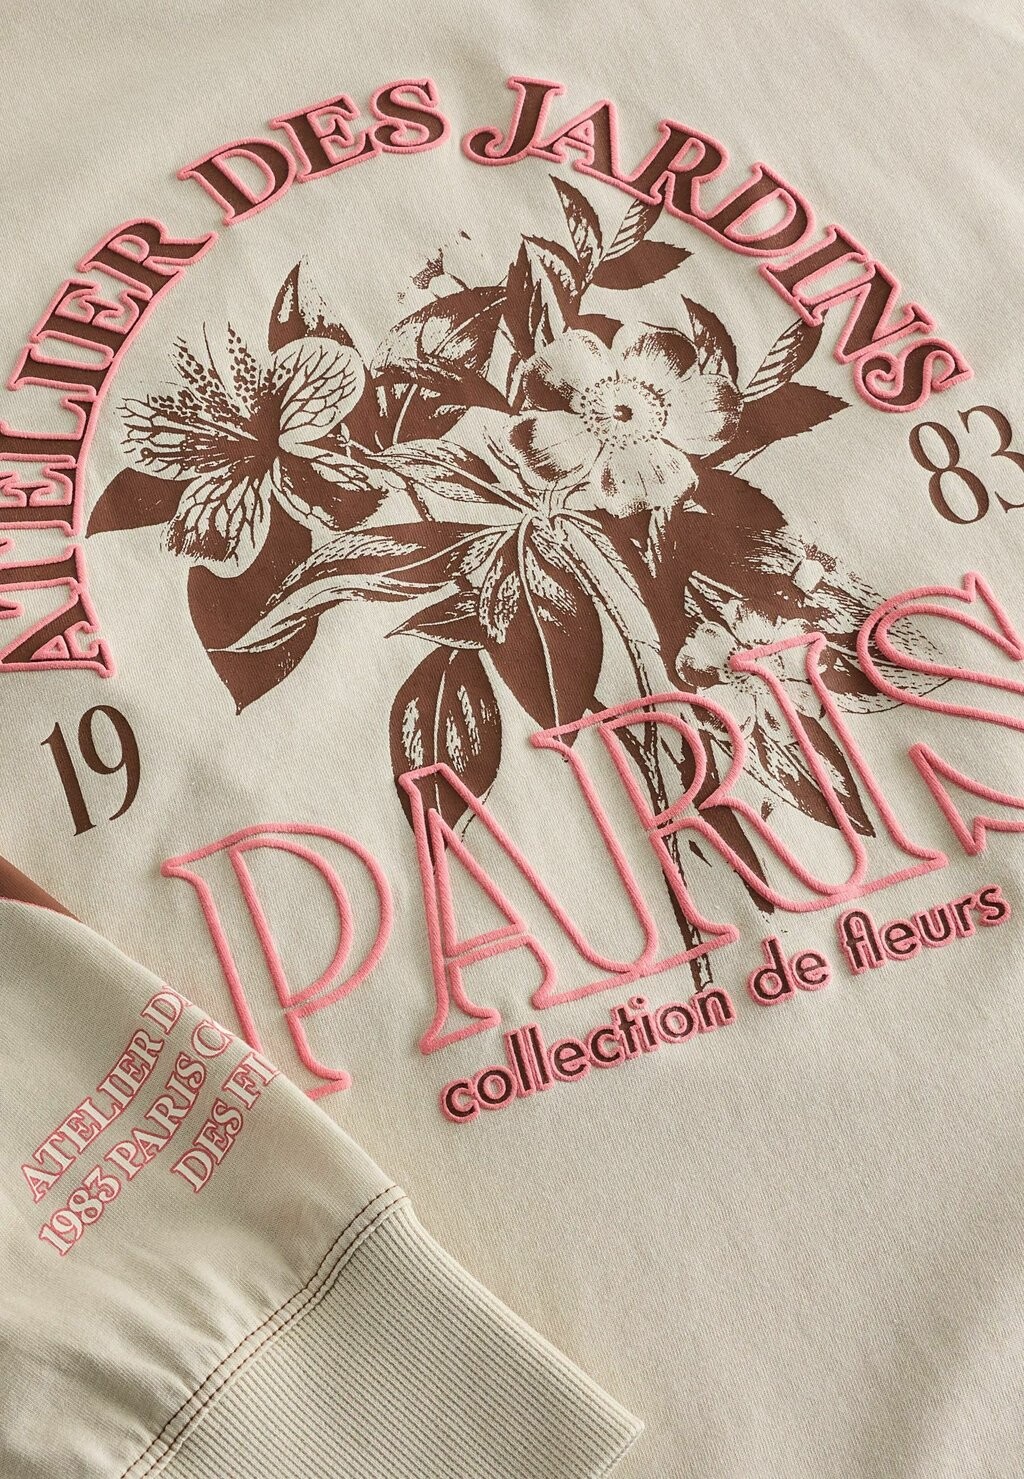 ATELIER DES JARDINS
19 83
PARIS
collection de fleurs
ATELIER
1983 PARIS
DES